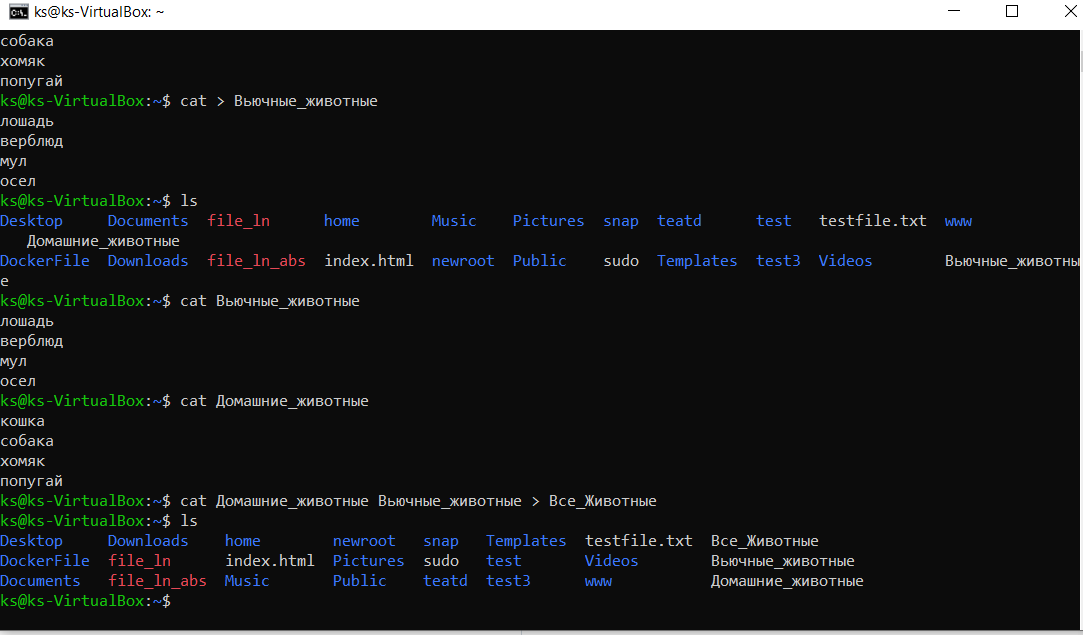 ks@ks-VirtualBox: ~
собака
хомяк
попугай
ks@ks-VirtualBox:~$ cat > Вьючные_животные
лошадь
верблюд
мул
осел
ks@ks-VirtualBox:~$ ls
Desktop Documents file_ln home Music Pictures snap teatd test testfile.txt www
Домашние_животные
DockerFile Downloads file_ln_abs index.html newroot Public sudo Templates test3 Videos Вьючные_животны
е
ks@ks-VirtualBox:~$ cat Вьючные_животные
лошадь
верблюд
мул
осел
ks@ks-VirtualBox:~$ cat Домашние_животные
кошка
собака
хомяк
попугай
ks@ks-VirtualBox:~$ cat Домашние_животные Вьючные_животные > Все_Животные
ks@ks-VirtualBox:~$ ls
Desktop Downloads home newroot snap Templates testfile.txt Все_Животные
DockerFile file_ln index.html Pictures sudo test Videos Вьючные_животные
Documents file_ln_abs Music Public teatd test3 www Домашние_животные
ks@ks-VirtualBox:~$